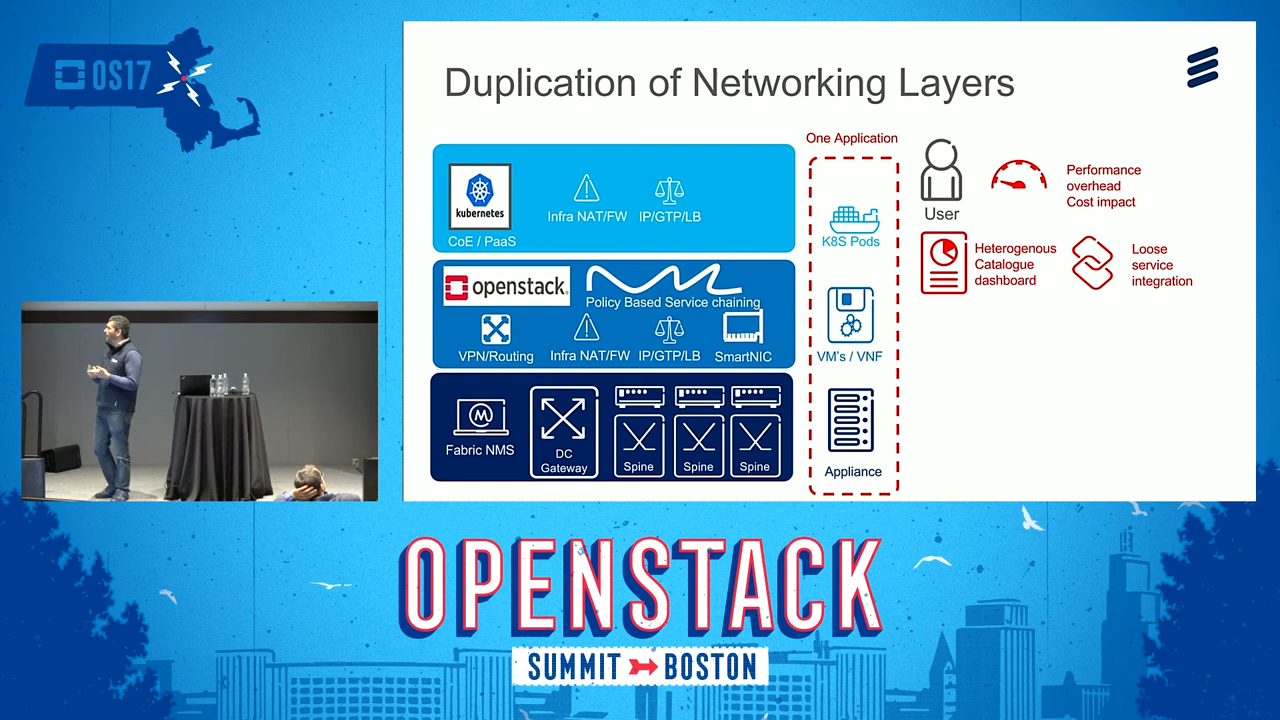 OS17
Duplication of Networking Layers
One Application
kubernetes
CoE / PaaS
Infra NAT/FW
IP/GTP/LB
K8S Pods
User
Performance
overhead
Cost impact
openstack.
Policy Based Service chaining
VPN/Routing
Infra NAT/FW
IP/GTP/LB
SmartNIC
VM's / VNF
Heterogenous
Catalogue
dashboard
Loose
service
integration
Fabric NMS
DC
Gateway
Spine
Spine
Spine
Appliance
OPENSTACK
SUMMIT BOSTON